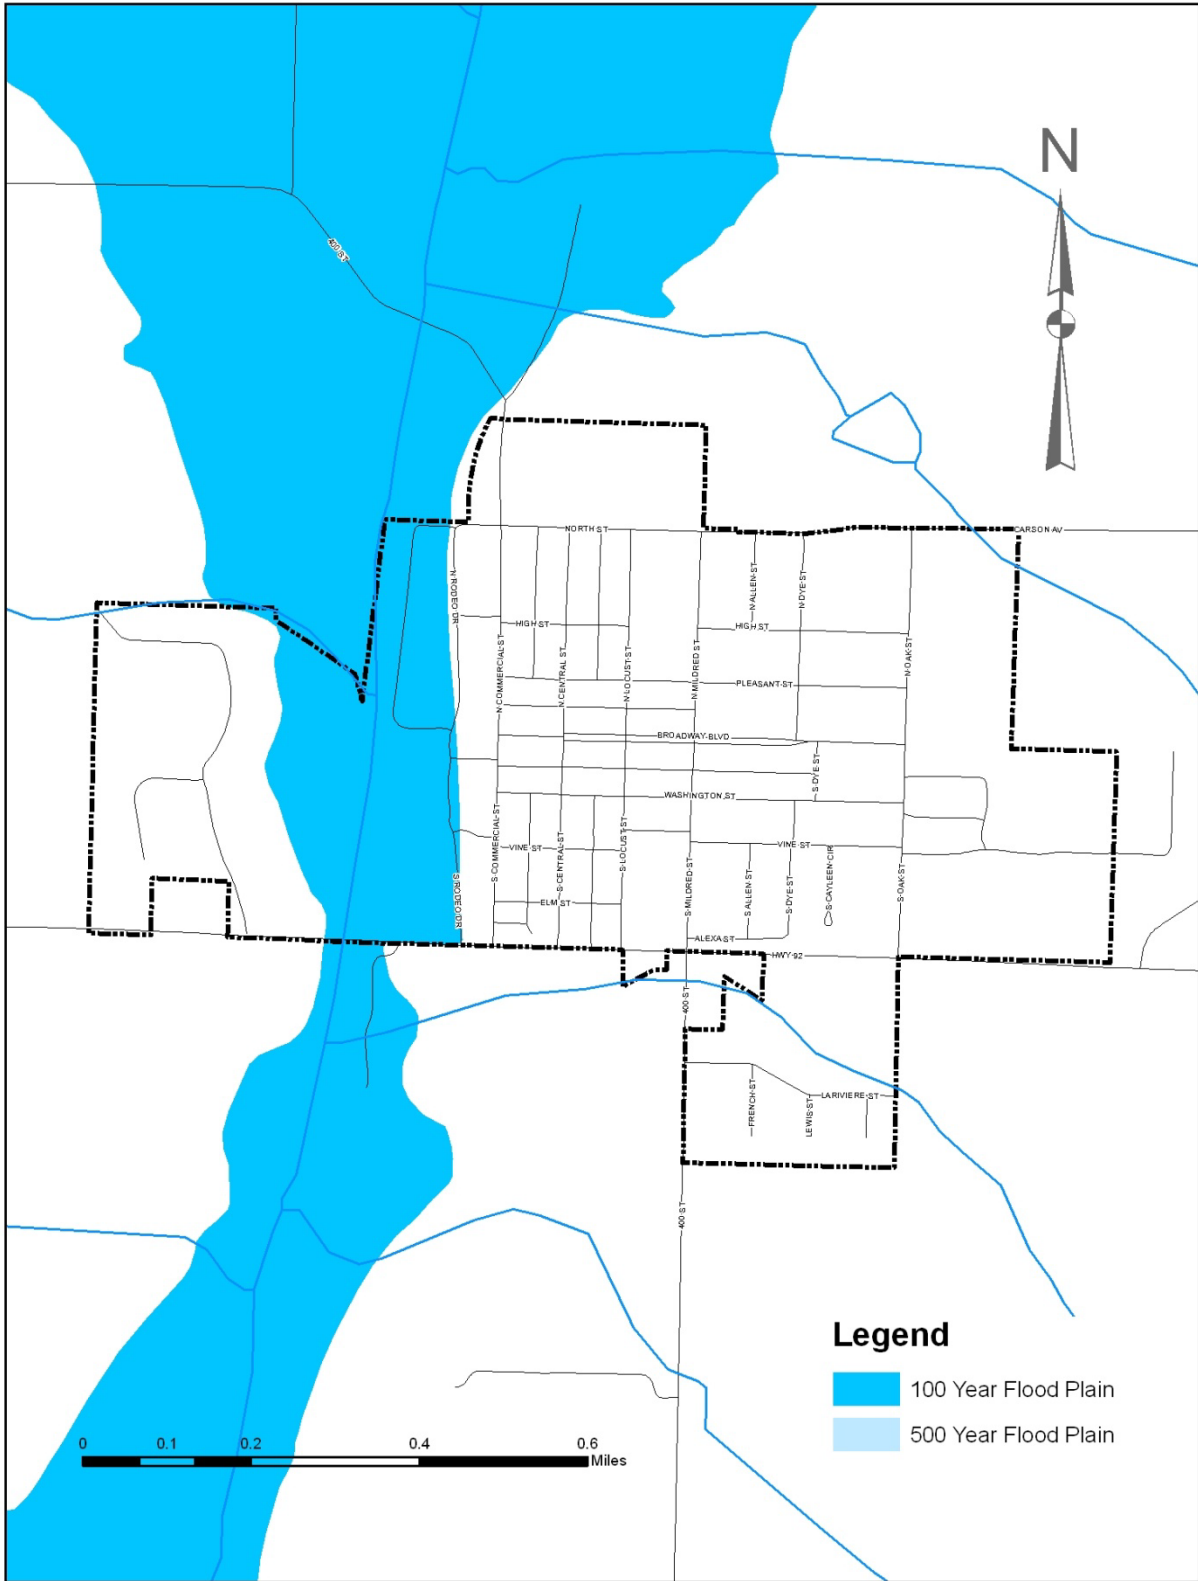 N
400 ST
CARSON AV
NORTH ST
N RODEO DR
N ALLEN ST
N DYE ST
HIGH ST
HIGH ST
N COMMERCIAL ST
N CENTRAL ST
N LOCUST ST
N MILDRED ST
N OAK ST
PLEASANT ST
BROADWAY BLVD
S DYE ST
WASHINGTON ST
S COMMERCIAL ST
S CENTRAL ST
S LOCUST ST
VINE ST
VINE ST
S MILDRED ST
S ALLEN ST
S DYE ST
S CAYLEEN CIR
S OAK ST
S RODEO DR
ELM ST
ALEXA ST
HWY 92
400 ST
FRENCH ST
LEWIS ST
LARIVIERE ST
400 ST
Legend
100 Year Flood Plain
500 Year Flood Plain
0 0.1 0.2 0.4 0.6
Miles